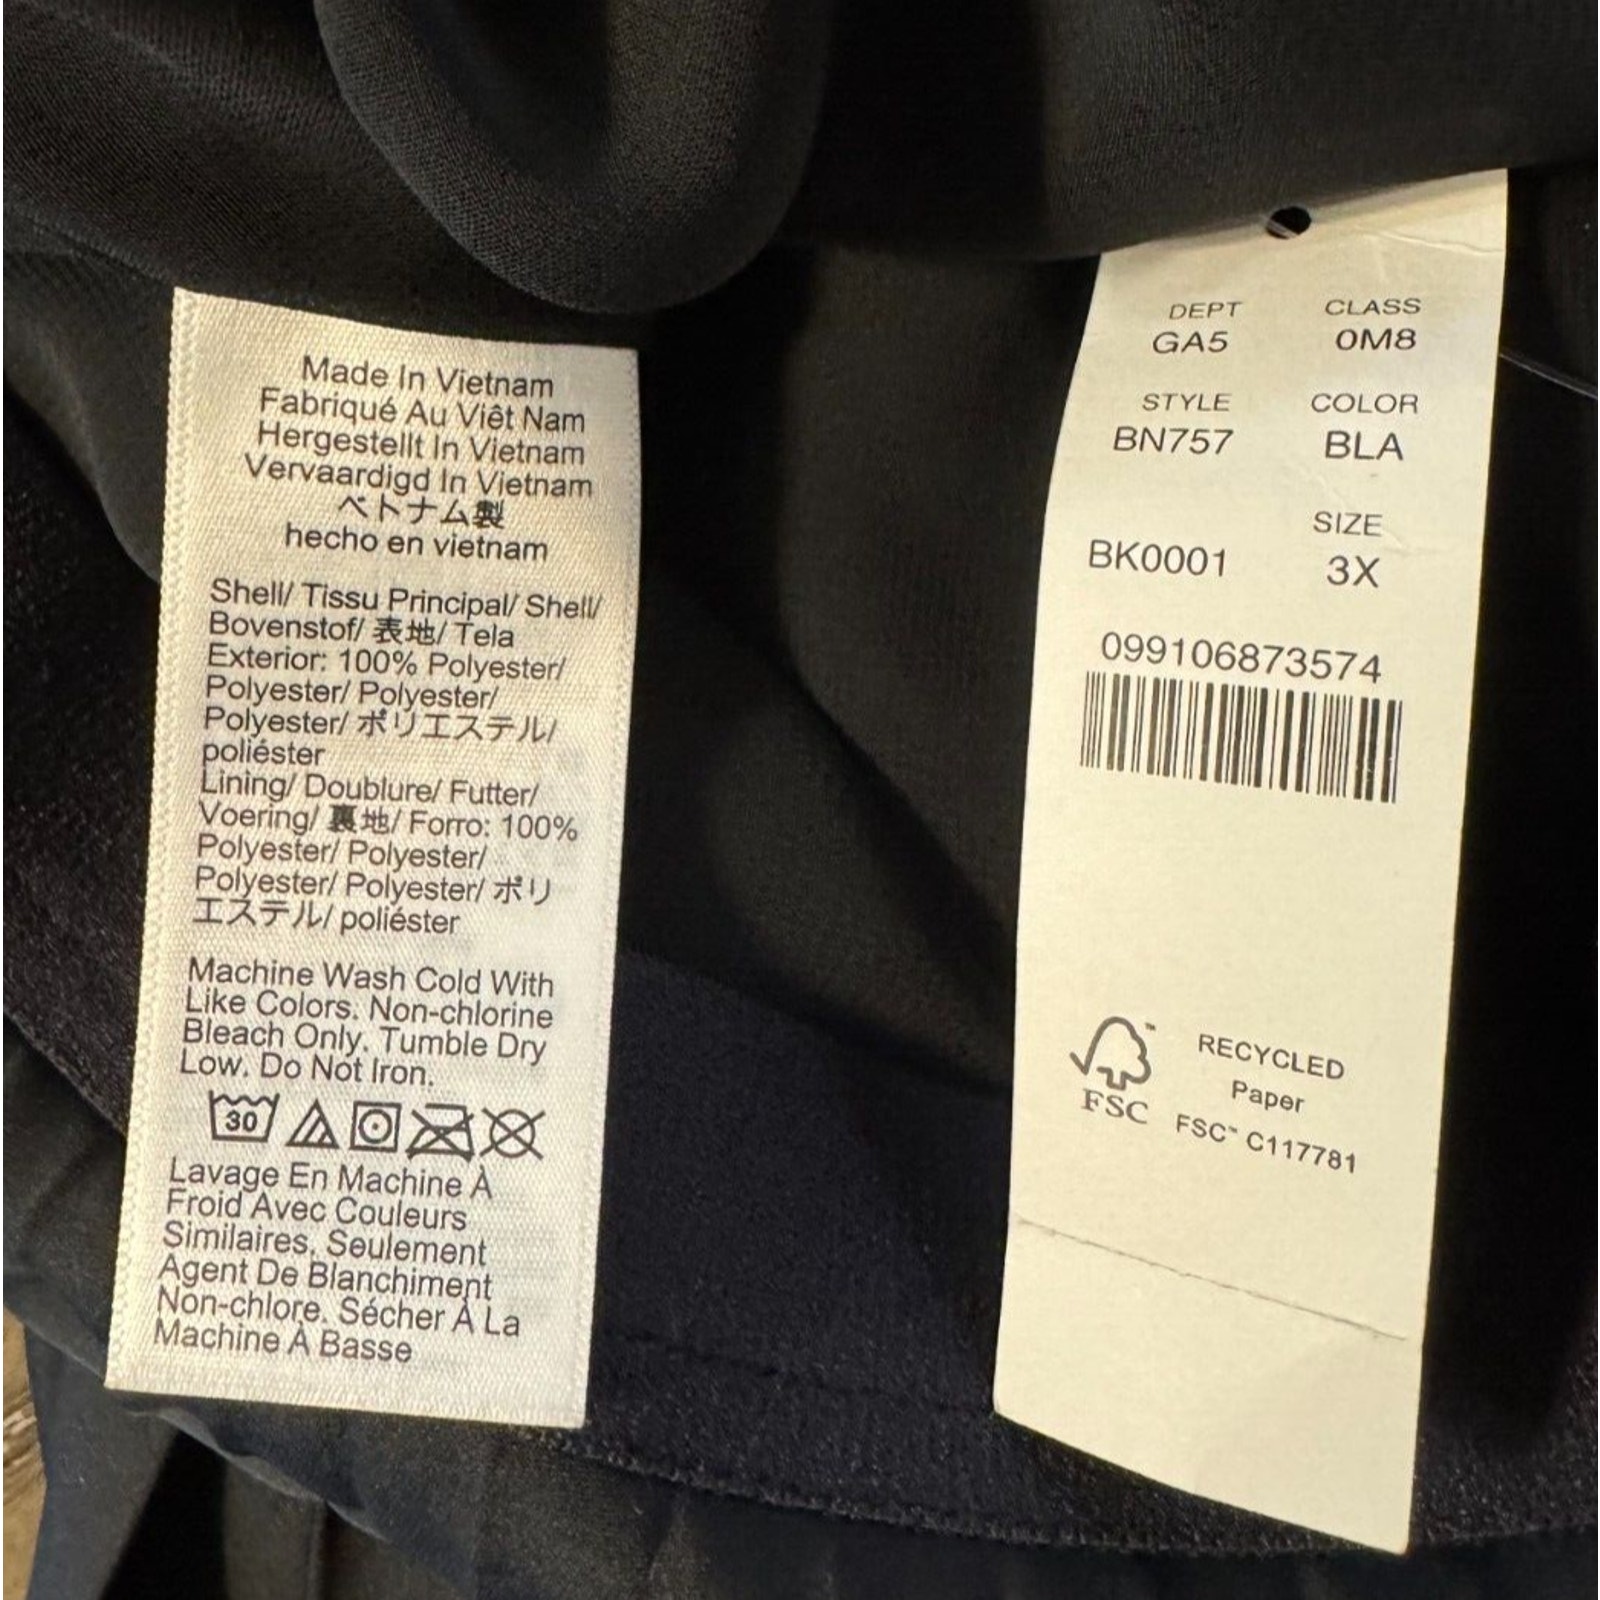 Made In Vietnam
Fabriqué Au Viêt Nam
Hergestellt In Vietnam
Vervaardigd In Vietnam
ベトナム製
hecho en vietnam
Shell/ Tissu Principal/ Shell/
Bovenstof/ 表地/ Tela
Exterior: 100% Polyester/
Polyester/ Polyester/
Polyester/ ポリエステル/
poliéster
Lining/ Doublure/ Futter/
Voering/ 裏地/ Forro: 100%
Polyester/ Polyester/
Polyester/ Polyester/ ポリ
エステル/ poliéster
Machine Wash Cold With
Like Colors. Non-chlorine
Bleach Only. Tumble Dry
Low. Do Not Iron.
30
Lavage En Machine À
Froid Avec Couleurs
Similaires. Seulement
Agent De Blanchiment
Non-chlore. Sécher À La
Machine À Basse
DEPT CLASS
GA5 0M8
STYLE COLOR
BN757 BLA
SIZE
BK0001 3X
099106873574
FSC
RECYCLED
Paper
FSC™ C117781